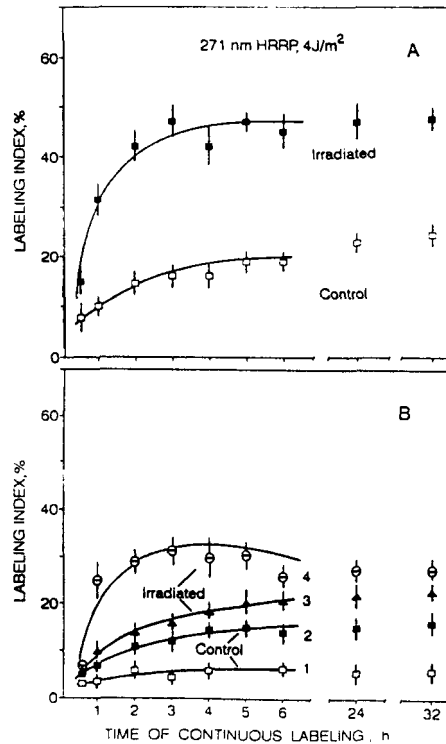 271 nm HRRP, 4J/m²
A
LABELING INDEX, %
60
40
20
0
Irradiated
Control
B
LABELING INDEX, %
60
40
20
0
4
Irradiated
3
2
Control
1
1 2 3 4 5 6 24 32
TIME OF CONTINUOUS LABELING, h